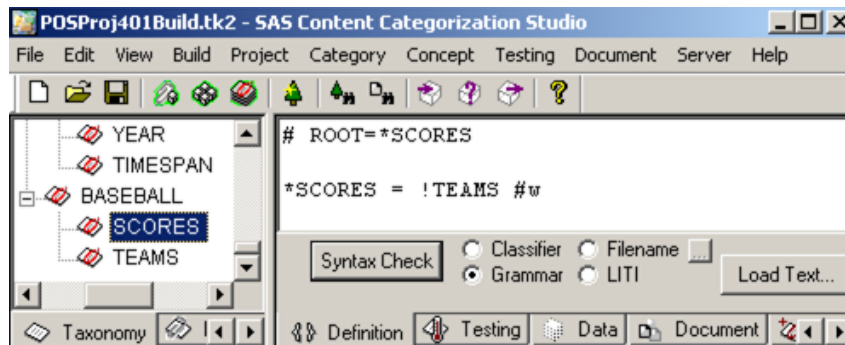 POSProj401Build.tk2 - SAS Content Categorization Studio
File Edit View Build Project Category Concept Testing Document Server Help
YEAR
TIMESPAN
BASEBALL
SCORES
TEAMS
# ROOT=*SCORES
*SCORES = !TEAMS #w
Syntax Check
Classifier Filename ...
Grammar LITI
Load Text...
Taxonomy
Definition Testing Data Document